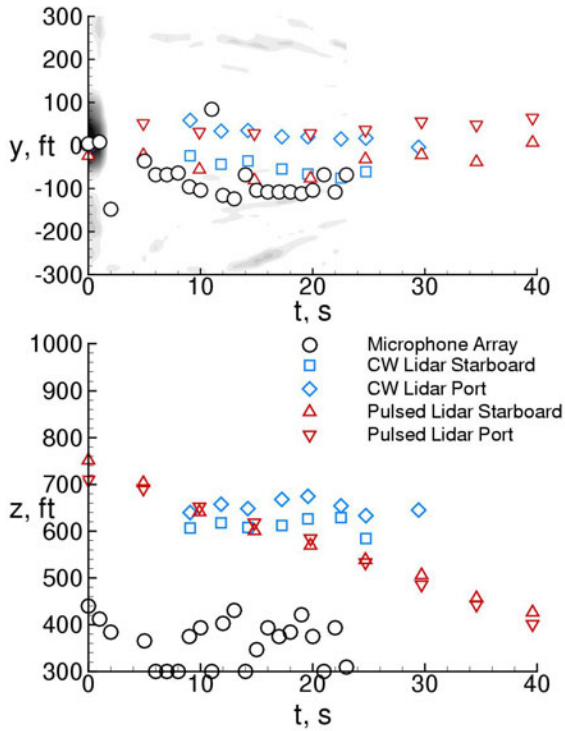 300
200
100
y, ft 0
-100
-200
-300
0 10 20 30 40
t, s
1000
900
800
700
z, ft
600
500
400
300
0 10 20 30 40
t, s
Microphone Array
CW Lidar Starboard
CW Lidar Port
Pulsed Lidar Starboard
Pulsed Lidar Port